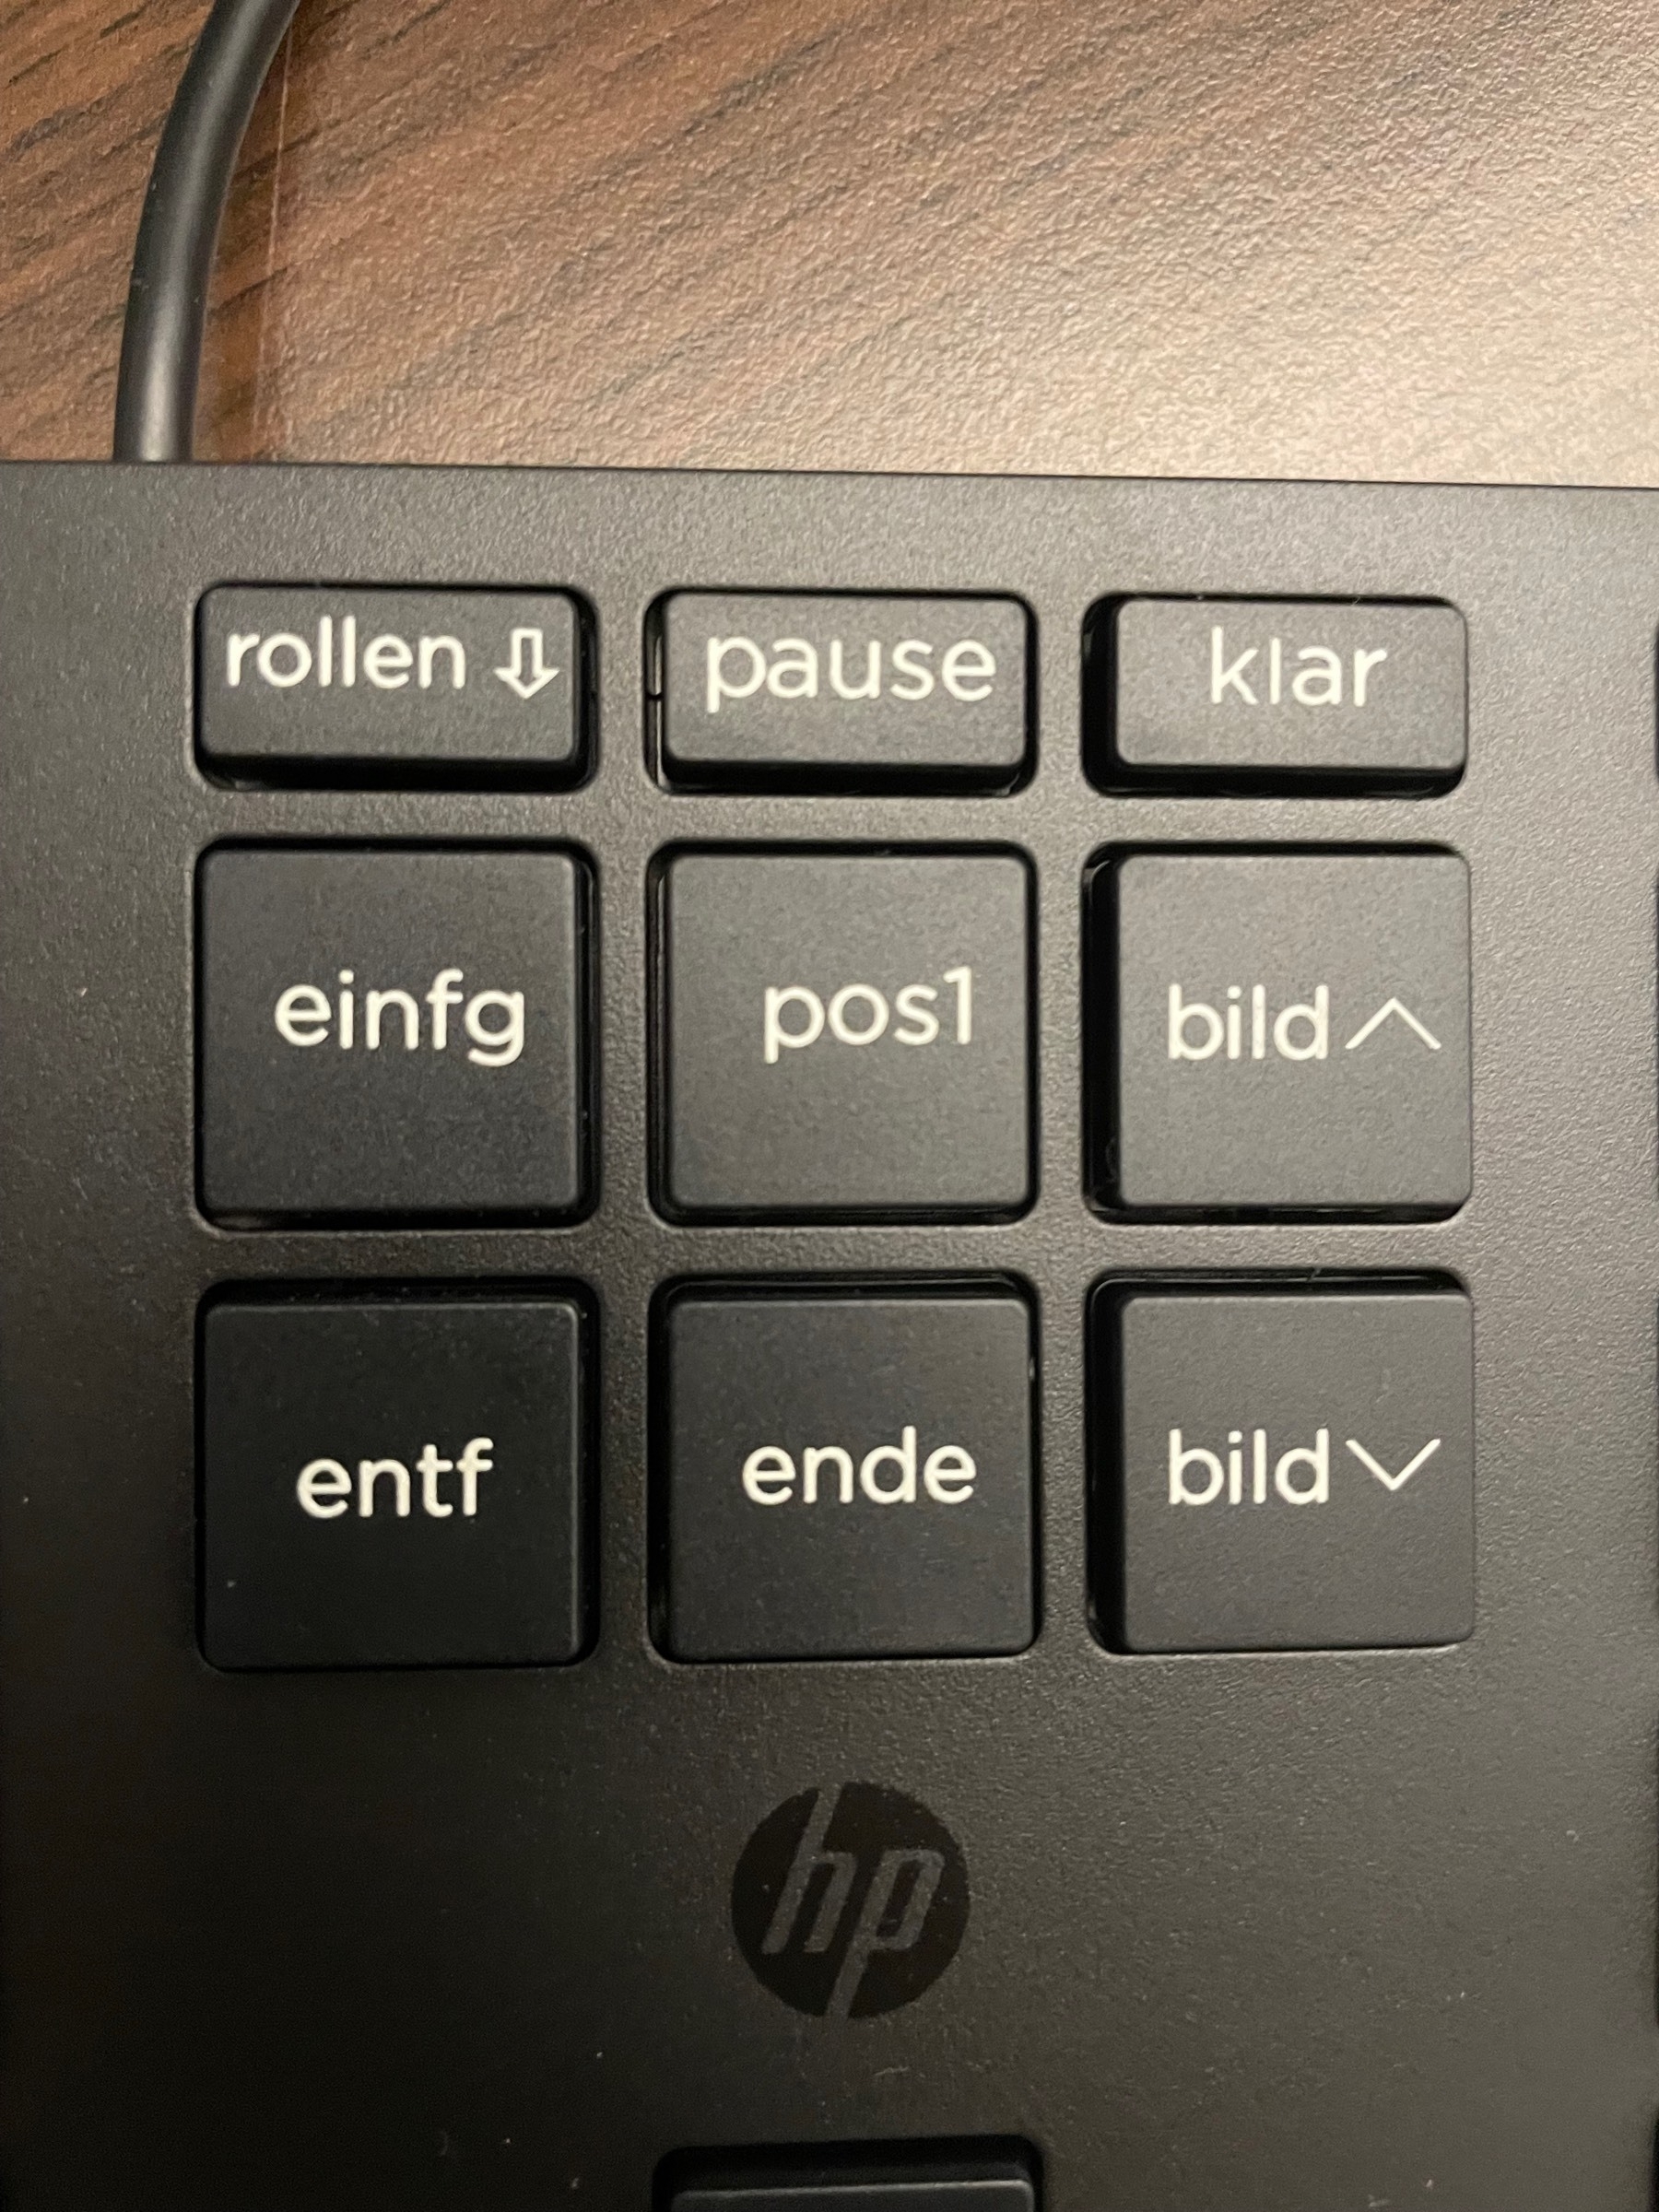 rollen ⇩ pause klar
einfg pos1 bild ︿
entf ende bild ﹀
hp